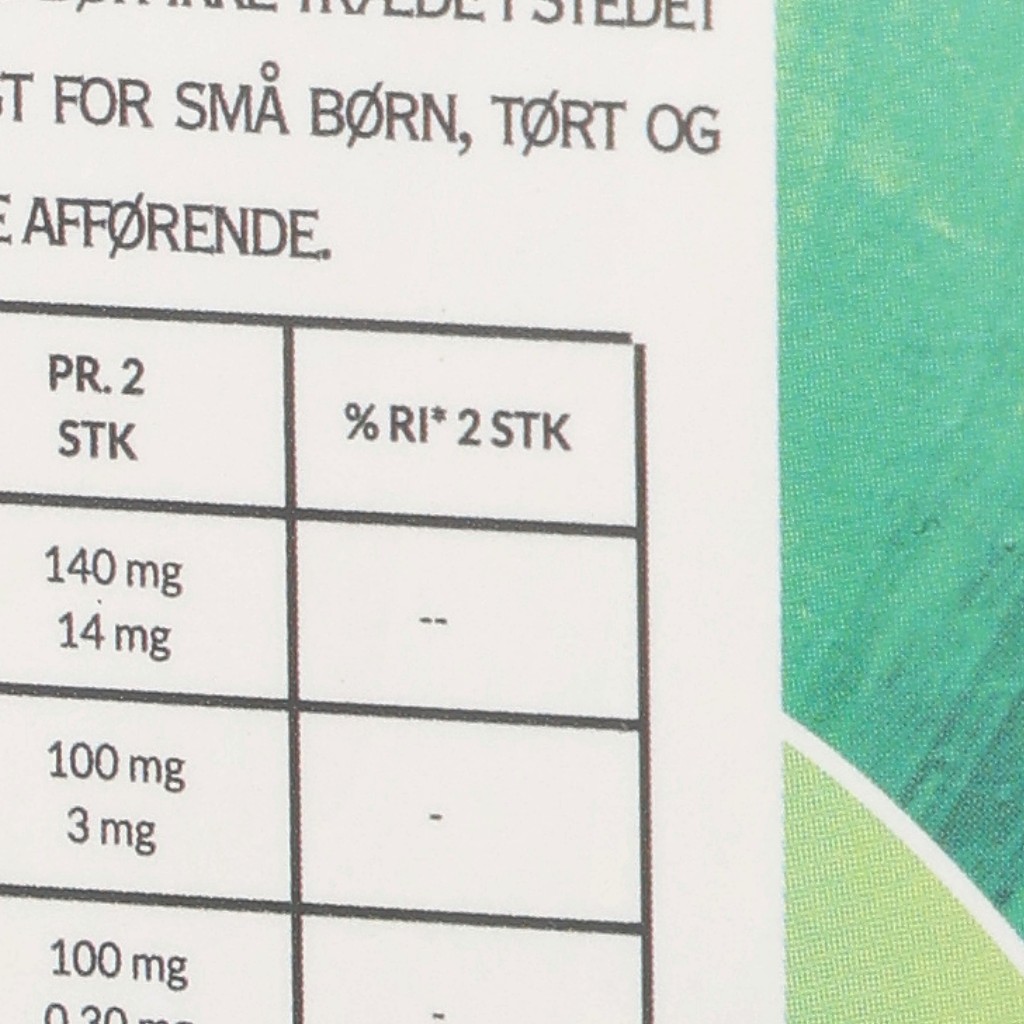 I STEDET
FOR SMÅ BØRN, TØRT OG
AFFØRENDE.
PR. 2
STK
% RI* 2 STK
140 mg
14 mg
--
100 mg
3 mg
-
100 mg
-